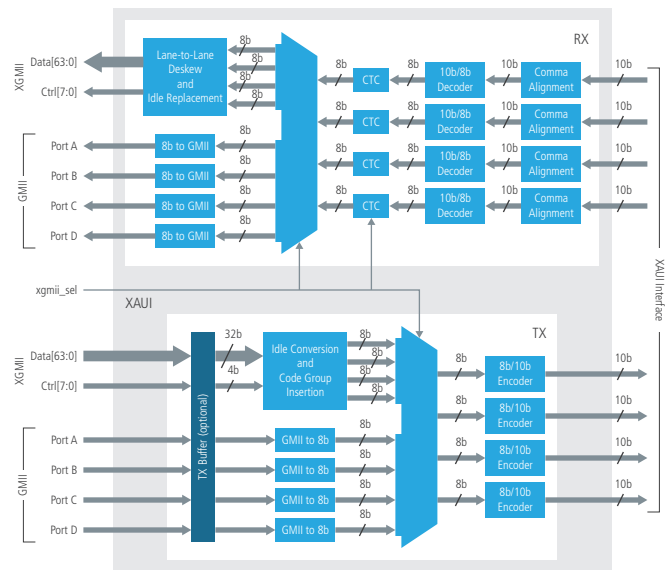 RX
XGMII
Data[63:0]
Ctrl[7:0]
Lane-to-Lane
Deskew
and
Idle Replacement
8b
8b
8b
8b
8b
CTC
8b
10b/8b
Decoder
10b
Comma
Alignment
10b
8b
CTC
8b
10b/8b
Decoder
10b
Comma
Alignment
10b
8b
CTC
8b
10b/8b
Decoder
10b
Comma
Alignment
10b
8b
CTC
8b
10b/8b
Decoder
10b
Comma
Alignment
10b
GMII
Port A
8b to GMII
8b
Port B
8b to GMII
8b
Port C
8b to GMII
8b
Port D
8b to GMII
8b
xgmii_sel
XAUI
XAUI Interface
TX
XGMII
Data[63:0]
Ctrl[7:0]
TX Buffer (optional)
32b
4b
Idle Conversion
and
Code Group
Insertion
8b
8b
8b
8b
GMII
Port A
GMII to 8b
8b
Port B
GMII to 8b
8b
Port C
GMII to 8b
8b
Port D
GMII to 8b
8b
8b
8b/10b
Encoder
10b
8b
8b/10b
Encoder
10b
8b
8b/10b
Encoder
10b
8b
8b/10b
Encoder
10b